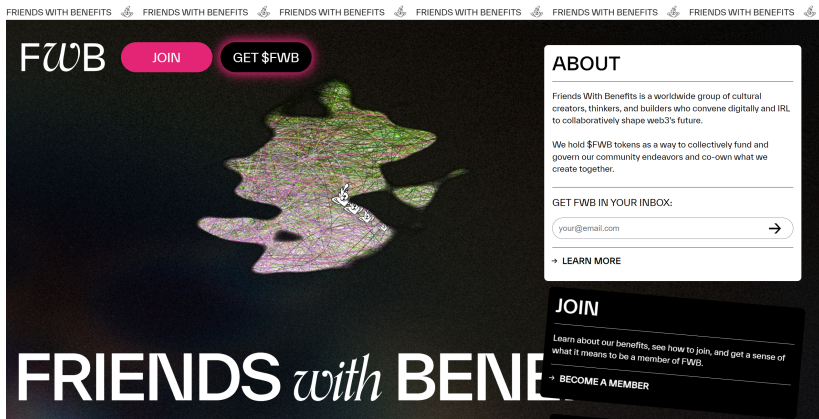 FRIENDS WITH BENEFITS FRIENDS WITH BENEFITS FRIENDS WITH BENEFITS FRIENDS WITH BENEFITS FRIENDS WITH BENEFITS FRIENDS WITH BENEFITS
FWB JOIN GET $FWB
ABOUT
Friends With Benefits is a worldwide group of cultural
creators, thinkers, and builders who convene digitally and IRL
to collaboratively shape web3's future.
We hold $FWB tokens as a way to collectively fund and
govern our community endeavors and co-own what we
create together.
GET FWB IN YOUR INBOX:
your@email.com
→ LEARN MORE
JOIN
Learn about our benefits, see how to join, and get a sense of
what it means to be a member of FWB.
→ BECOME A MEMBER
FRIENDS with BENE